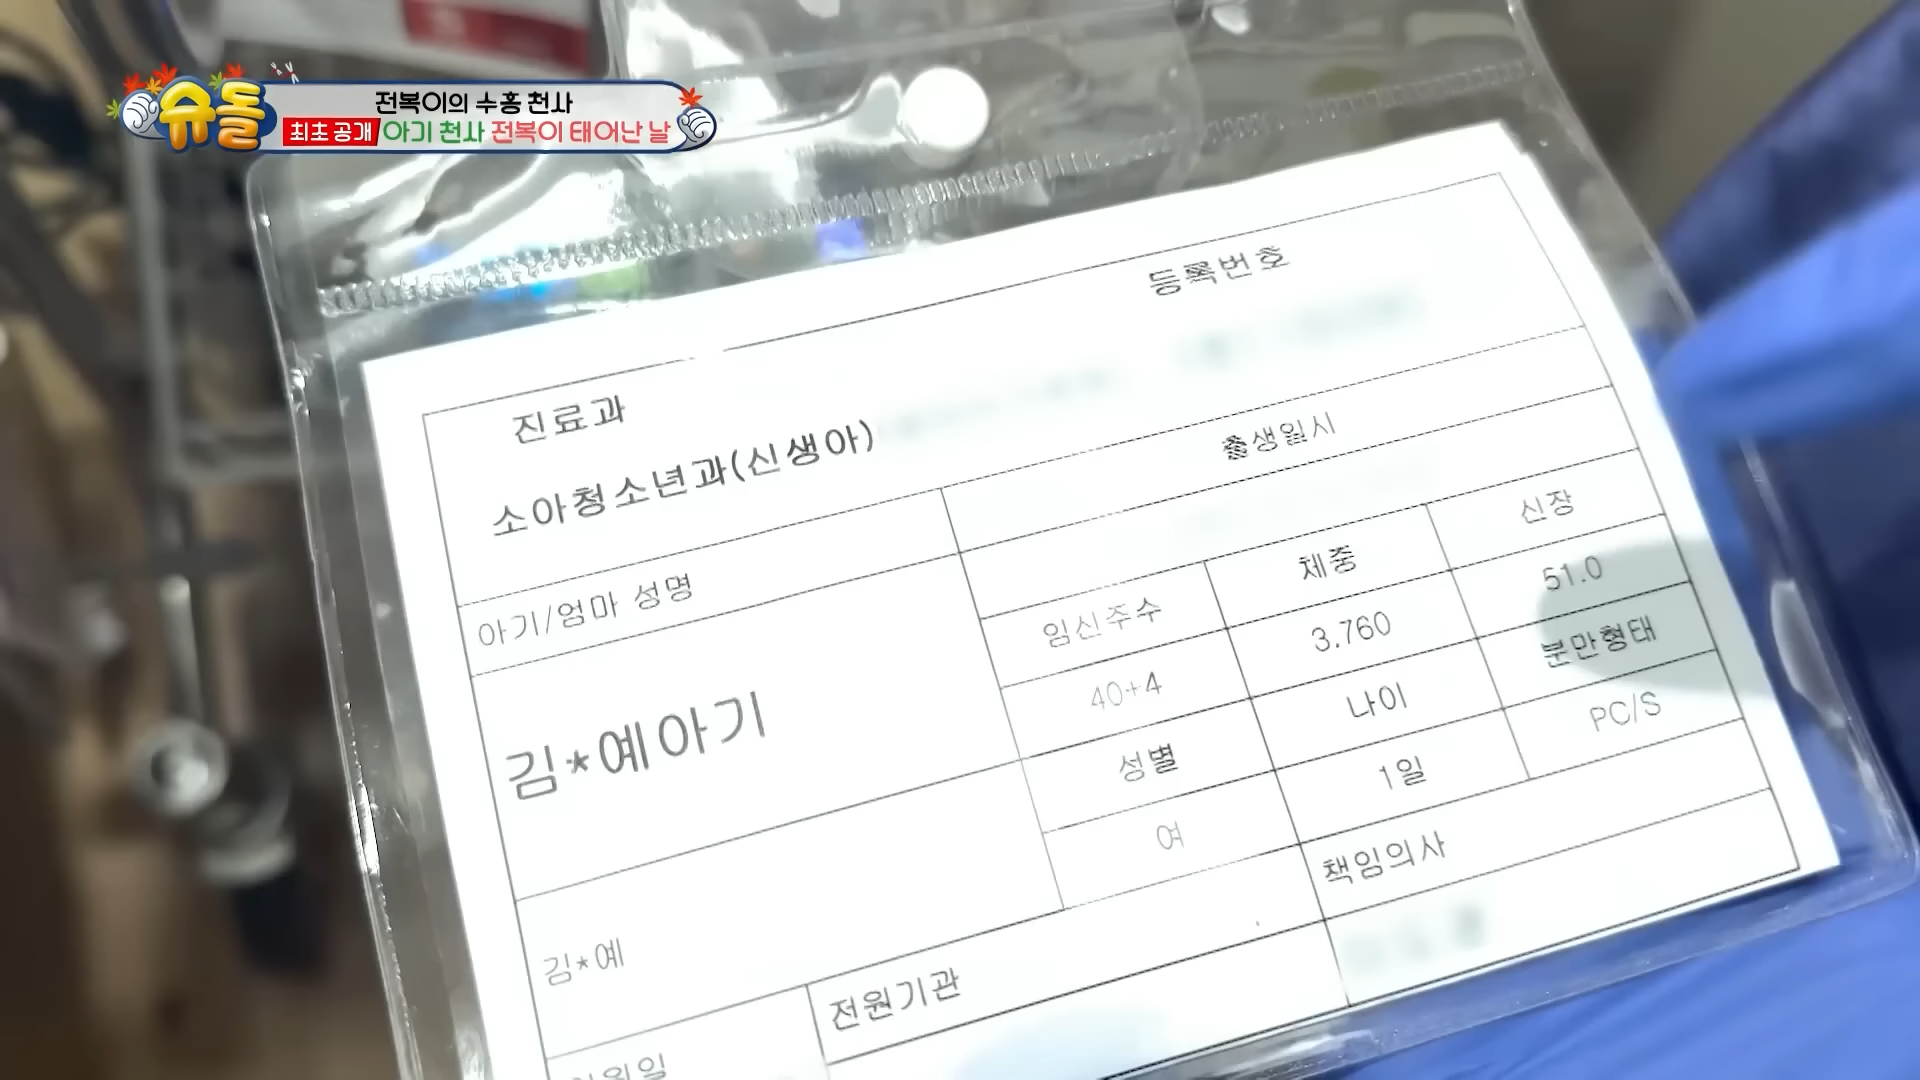 슈돌
전복이의 수홍 천사
최초 공개 아기 천사 전복이 태어난 날
등록번호
진료과
소아청소년과(신생아)
출생일시
아기/엄마 성명
신장
체중
51.0
임신주수
3.760
분만형태
40+4
나이
PC/S
김*예아기
성별
1일
여
책임의사
김*예
전원기관